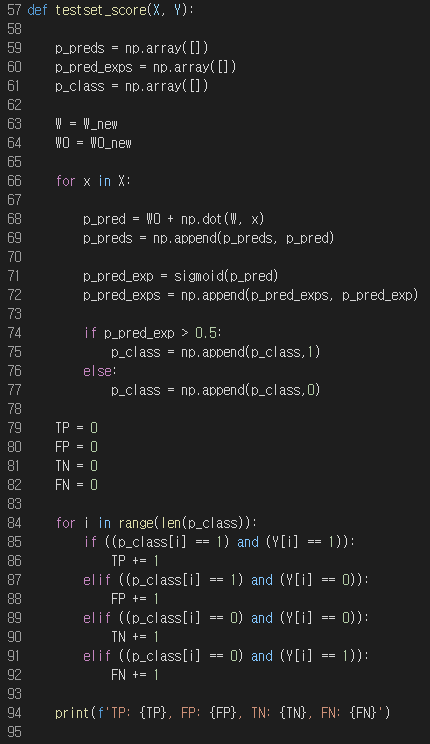 57 def testset_score(X, Y):
58
59     p_preds = np.array([])
60     p_pred_exps = np.array([])
61     p_class = np.array([])
62
63     W = W_new
64     W0 = W0_new
65
66     for x in X:
67
68         p_pred = W0 + np.dot(W, x)
69         p_preds = np.append(p_preds, p_pred)
70
71         p_pred_exp = sigmoid(p_pred)
72         p_pred_exps = np.append(p_pred_exps, p_pred_exp)
73
74         if p_pred_exp > 0.5:
75             p_class = np.append(p_class,1)
76         else:
77             p_class = np.append(p_class,0)
78
79     TP = 0
80     FP = 0
81     TN = 0
82     FN = 0
83
84     for i in range(len(p_class)):
85         if ((p_class[i] == 1) and (Y[i] == 1)):
86             TP += 1
87         elif ((p_class[i] == 1) and (Y[i] == 0)):
88             FP += 1
89         elif ((p_class[i] == 0) and (Y[i] == 0)):
90             TN += 1
91         elif ((p_class[i] == 0) and (Y[i] == 1)):
92             FN += 1
93
94     print(f'TP: {TP}, FP: {FP}, TN: {TN}, FN: {FN}')
95